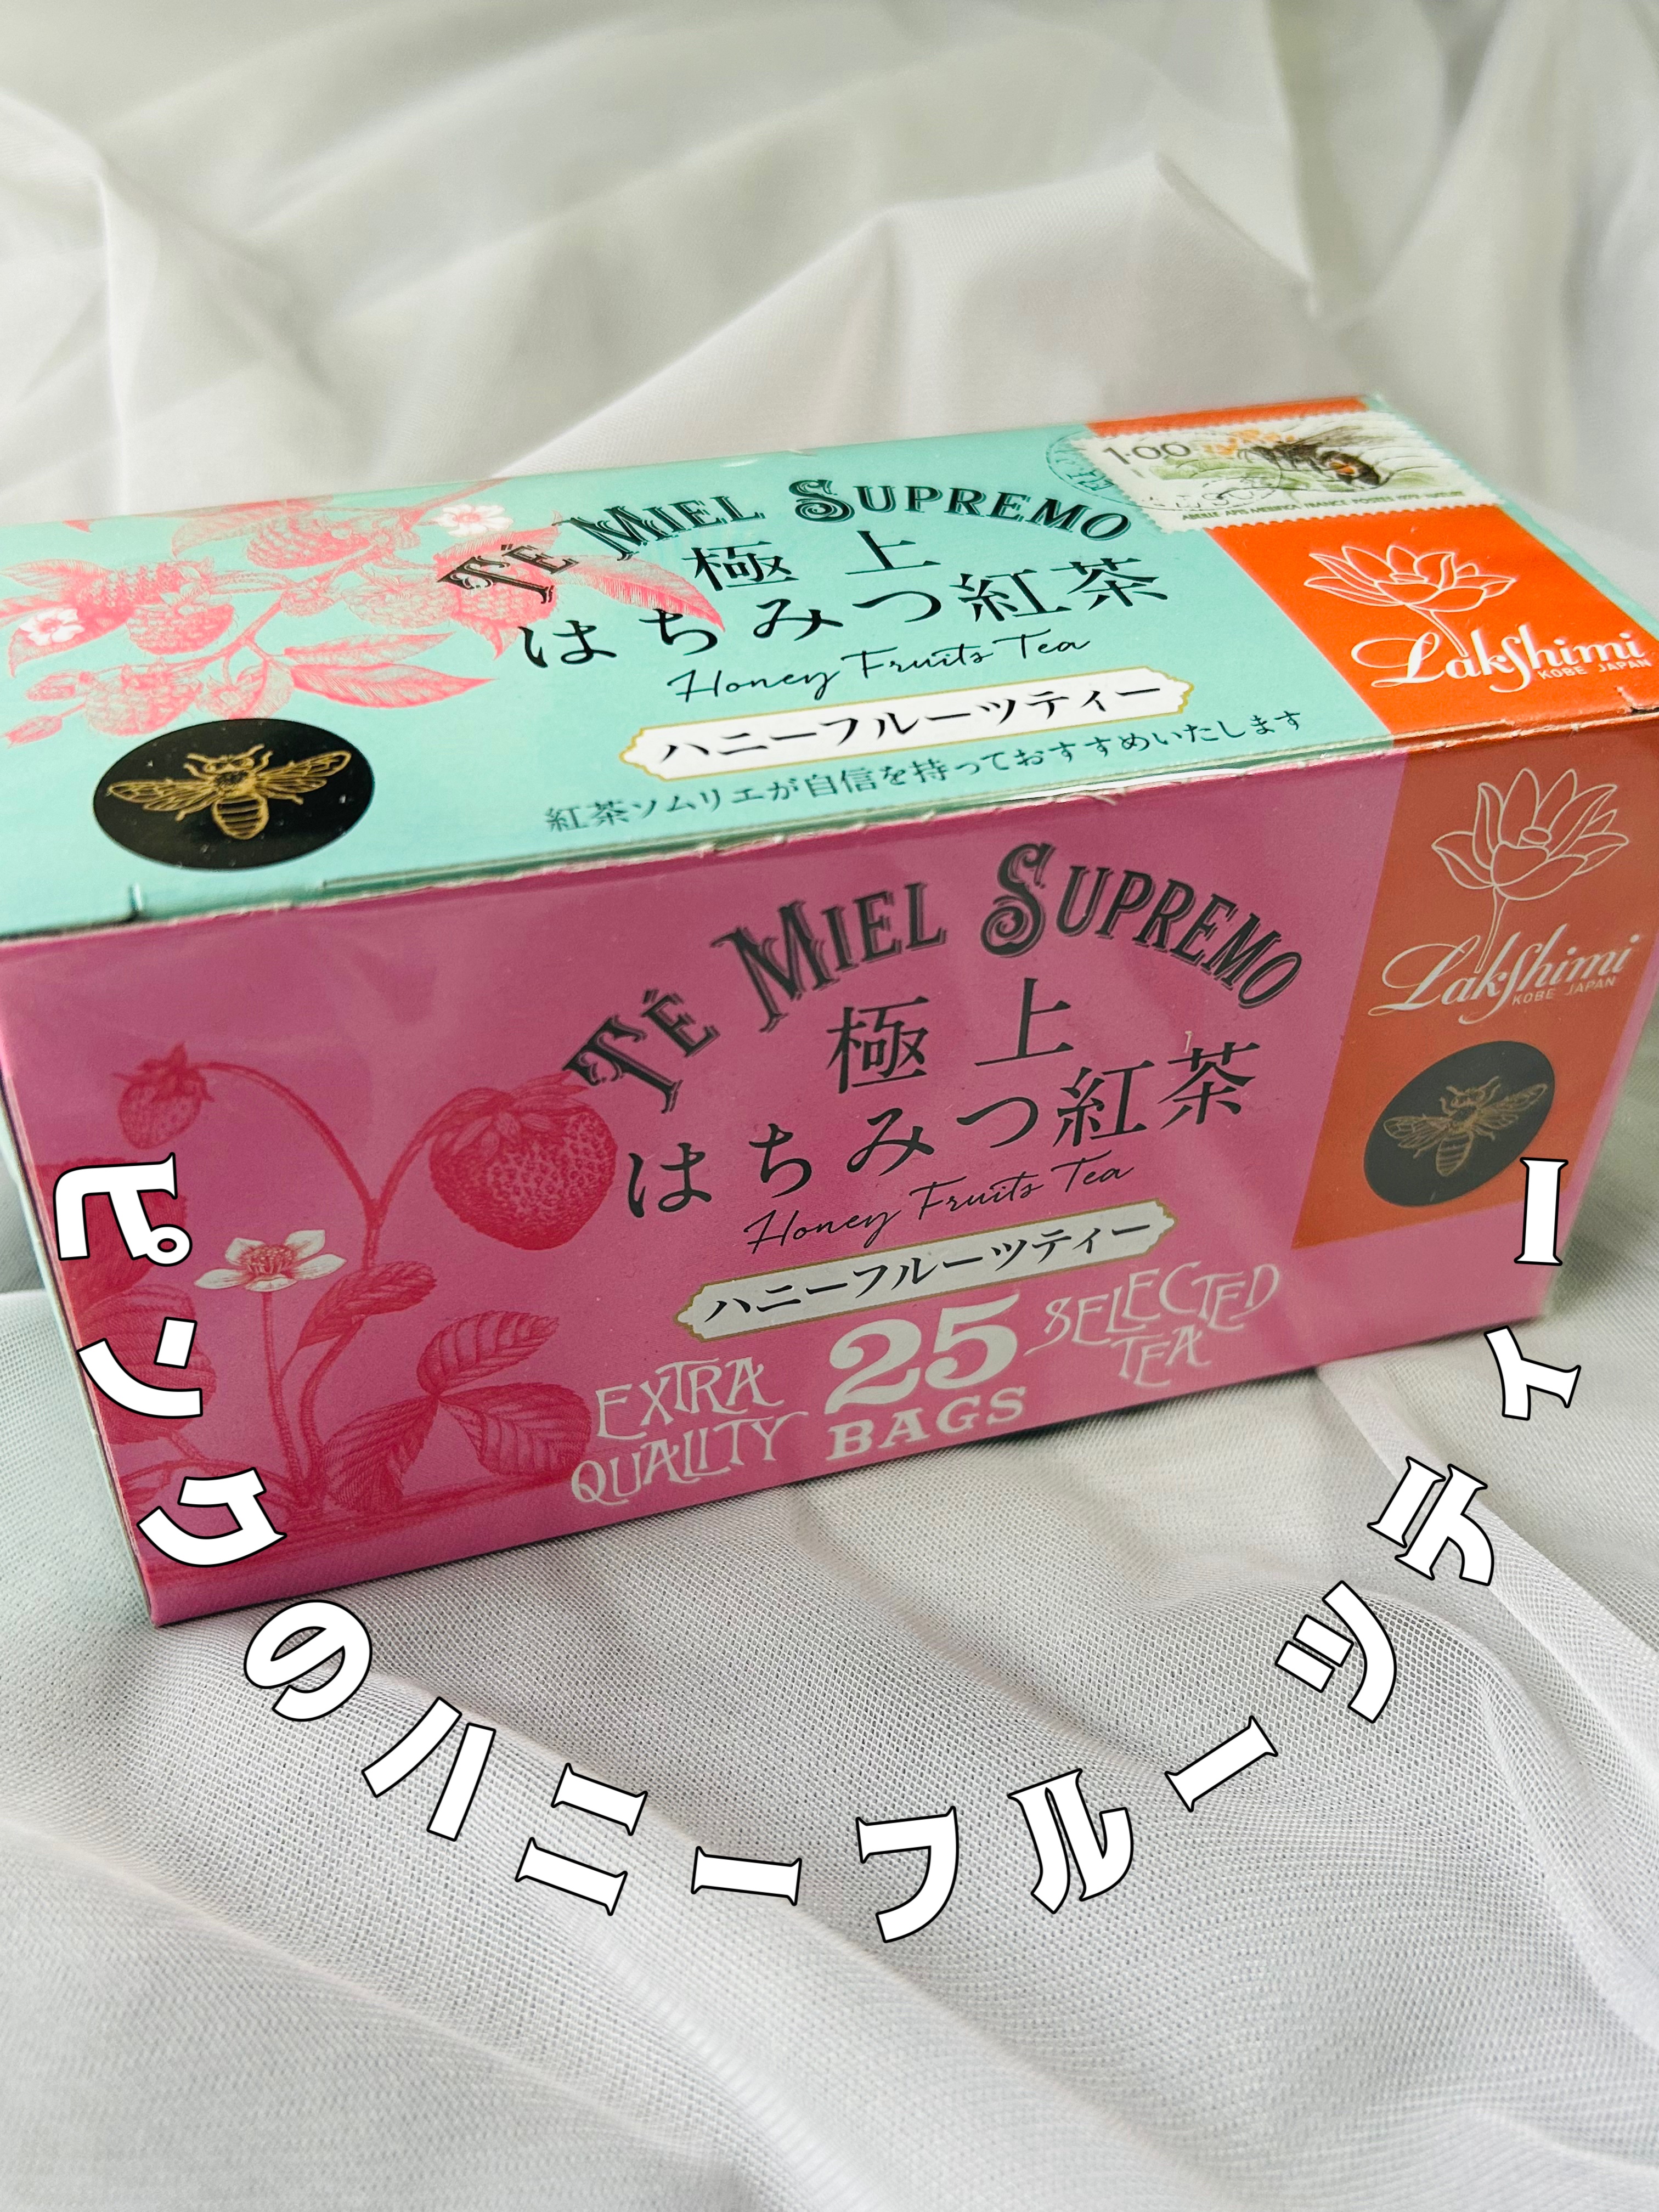 TÉ MIEL SUPREMO
極上
はちみつ紅茶
Honey Fruits Tea
ハニーフルーツティー
紅茶ソムリエが自信を持っておすすめいたします
1.00
Lakshimi
KOBE JAPAN
TÉ MIEL SUPREMO
極上
はちみつ紅茶
Honey Fruits Tea
ハニーフルーツティー
EXTRA
QUALITY
25
BAGS
SELECTED
TEA
Lakshimi
KOBE JAPAN
ピンクのハニーフルーツティー